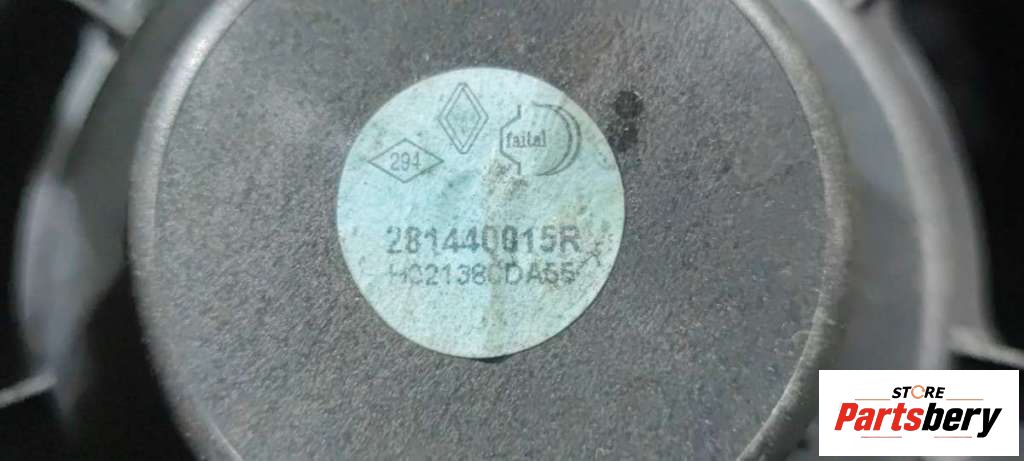 faital
294
281440015R
HC2138CDA55
STORE
Partsbery